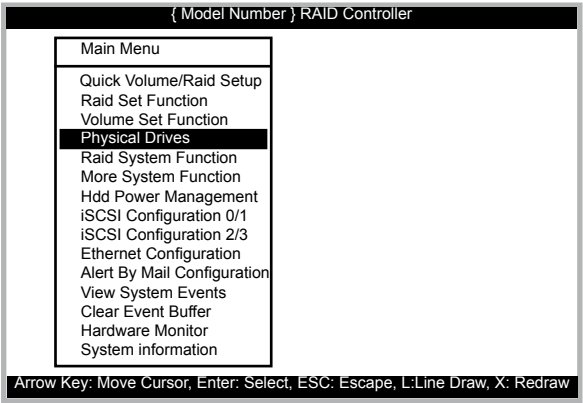 { Model Number } RAID Controller
Main Menu
Quick Volume/Raid Setup
Raid Set Function
Volume Set Function
Physical Drives
Raid System Function
More System Function
Hdd Power Management
iSCSI Configuration 0/1
iSCSI Configuration 2/3
Ethernet Configuration
Alert By Mail Configuration
View System Events
Clear Event Buffer
Hardware Monitor
System information
Arrow Key: Move Cursor, Enter: Select, ESC: Escape, L:Line Draw, X: Redraw